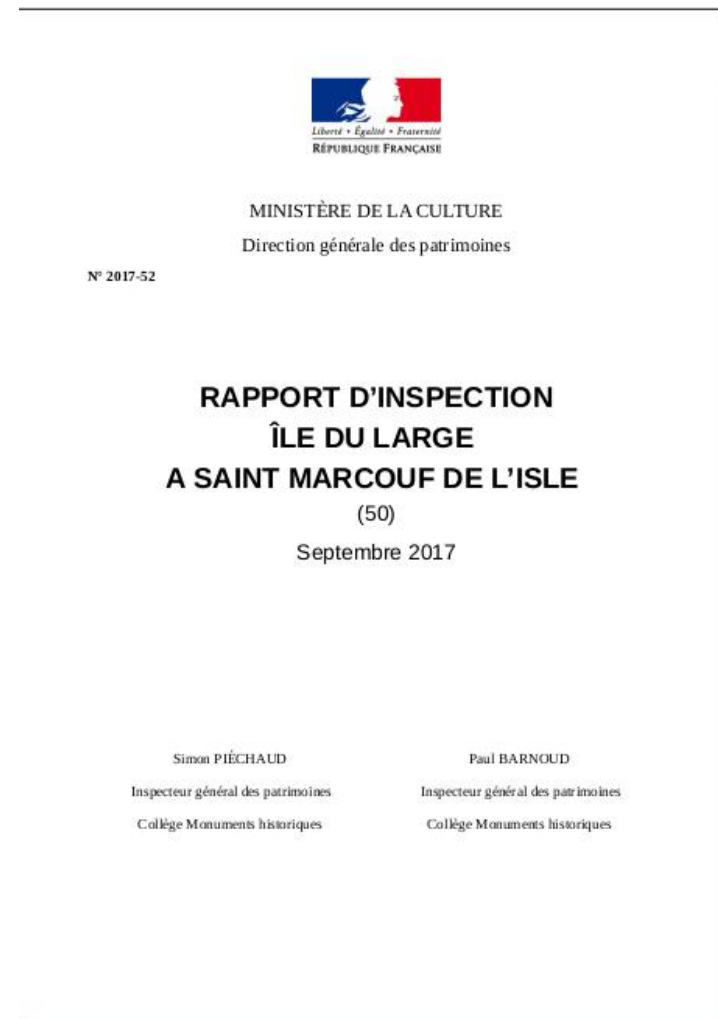 Liberté • Égalité • Fraternité
RÉPUBLIQUE FRANÇAISE
MINISTÈRE DE LA CULTURE
Direction générale des patrimoines
N° 2017-52
RAPPORT D’INSPECTION
ÎLE DU LARGE
A SAINT MARCOUF DE L’ISLE
(50)
Septembre 2017
Simon PIÉCHAUD
Paul BARNOUD
Inspecteur général des patrimoines
Inspecteur général des patrimoines
Collège Monuments historiques
Collège Monuments historiques